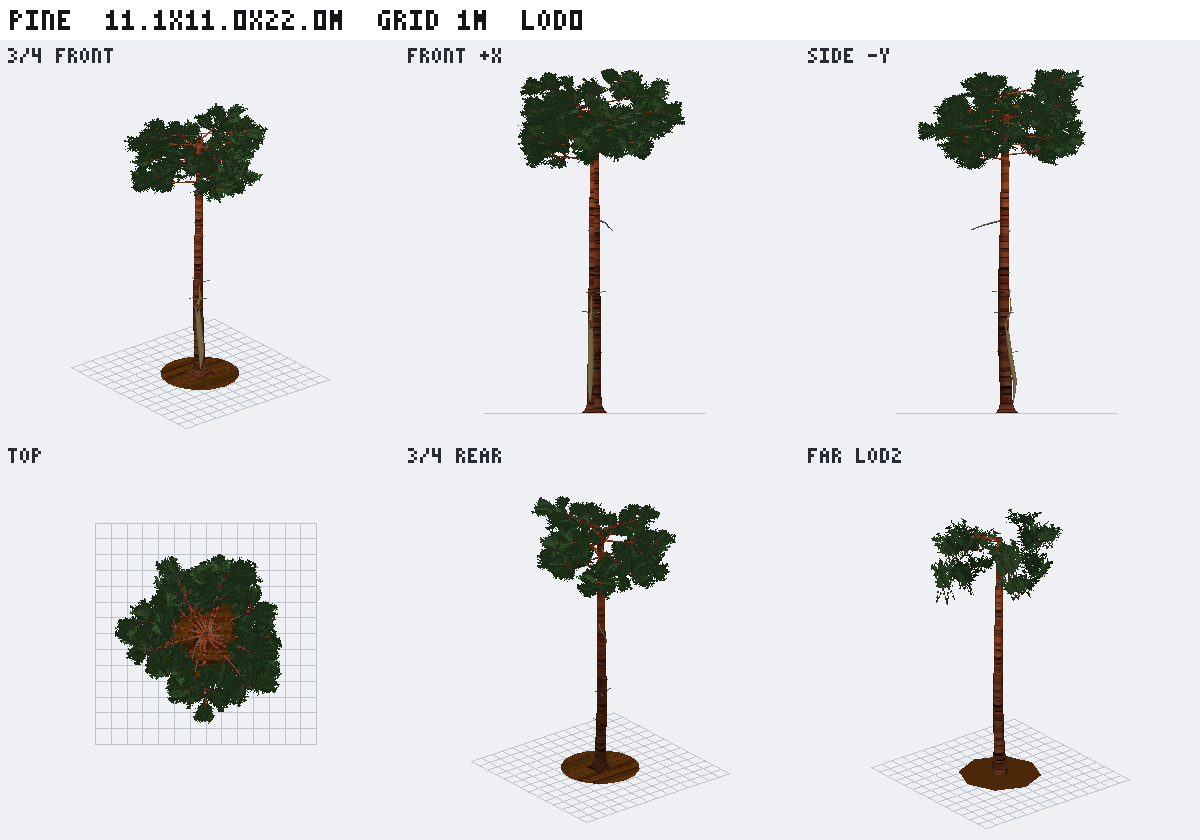 PINE 11.1X11.0X22.0M GRID 1M LOD0
3/4 FRONT
FRONT +X
SIDE -Y
TOP
3/4 REAR
FAR LOD2